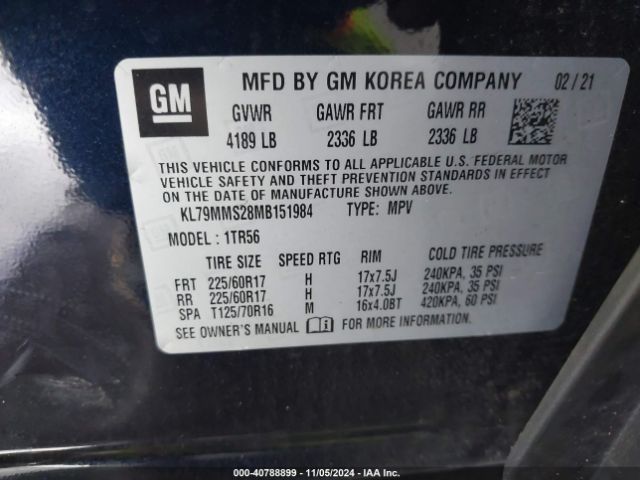 GM
MFD BY GM KOREA COMPANY 02/21
GVWR GAWR FRT GAWR RR
4189 LB 2336 LB 2336 LB
THIS VEHICLE CONFORMS TO ALL APPLICABLE U.S. FEDERAL MOTOR
VEHICLE SAFETY AND THEFT PREVENTION STANDARDS IN EFFECT
ON THE DATE OF MANUFACTURE SHOWN ABOVE.
KL79MMS28MB151984 TYPE: MPV
MODEL: 1TR56
TIRE SIZE SPEED RTG RIM COLD TIRE PRESSURE
FRT 225/60R17 H 17x7.5J 240KPA, 35 PSI
RR 225/60R17 H 17x7.5J 240KPA, 35 PSI
SPA T125/70R16 M 16x4.0BT 420KPA, 60 PSI
SEE OWNER'S MANUAL FOR MORE INFORMATION.
000-40788899 - 11/05/2024 - IAA Inc.